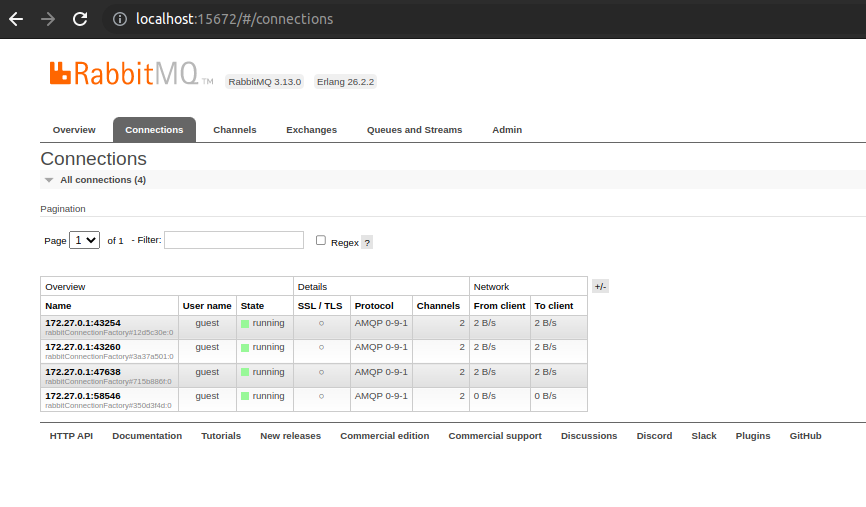 localhost:15672/#/connections
RabbitMQ TM RabbitMQ 3.13.0 Erlang 26.2.2
Overview Connections Channels Exchanges Queues and Streams Admin
Connections
All connections (4)
Pagination
Page 1 of 1 - Filter: Regex ?
Overview Details Network +/-
Name User name State SSL / TLS Protocol Channels From client To client
172.27.0.1:43254 guest running ○ AMQP 0-9-1 2 2 B/s 2 B/s
rabbitConnectionFactory#12d5c30e:0
172.27.0.1:43260 guest running ○ AMQP 0-9-1 2 2 B/s 2 B/s
rabbitConnectionFactory#3a37a501:0
172.27.0.1:47638 guest running ○ AMQP 0-9-1 2 2 B/s 2 B/s
rabbitConnectionFactory#715b886f:0
172.27.0.1:58546 guest running ○ AMQP 0-9-1 2 0 B/s 0 B/s
rabbitConnectionFactory#350d3f4d:0
HTTP API Documentation Tutorials New releases Commercial edition Commercial support Discussions Discord Slack Plugins GitHub